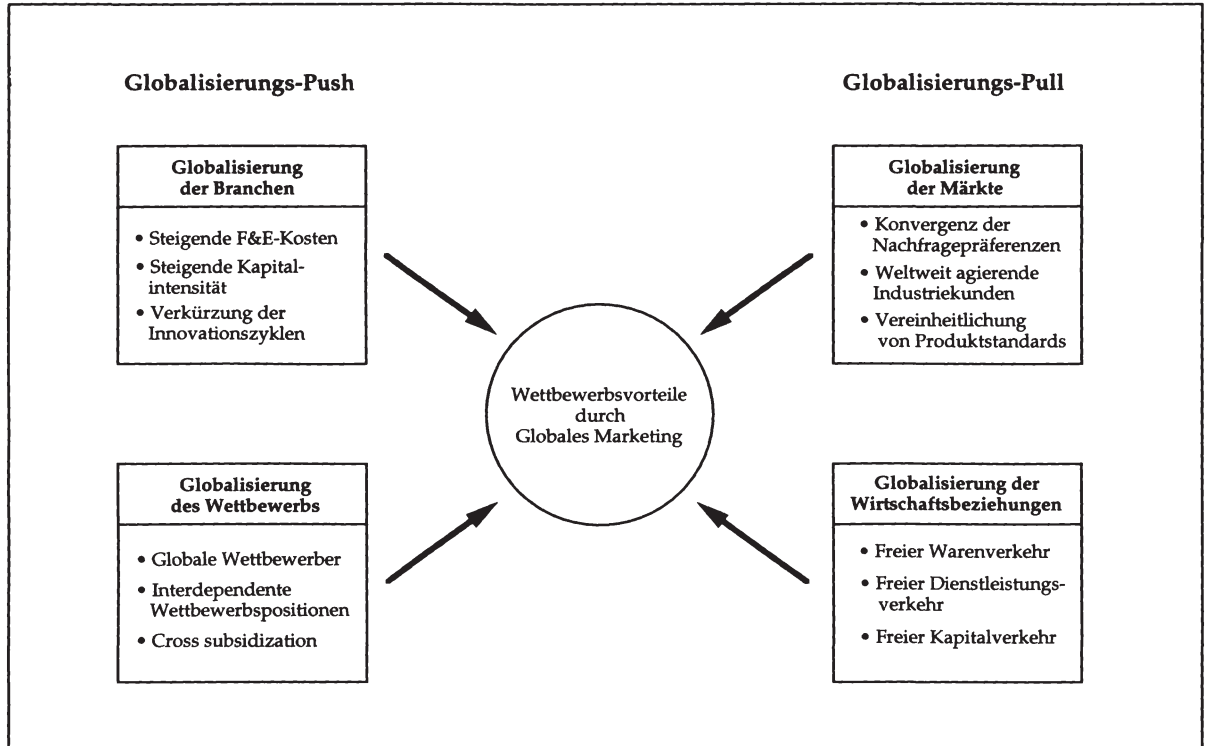 Globalisierungs-Push
Globalisierungs-Pull
Globalisierung
der Branchen
• Steigende F&E-Kosten
• Steigende Kapital-
intensität
• Verkürzung der
Innovationszyklen
Globalisierung
der Märkte
• Konvergenz der
Nachfragepräferenzen
• Weltweit agierende
Industriekunden
• Vereinheitlichung
von Produktstandards
Wettbewerbsvorteile
durch
Globales Marketing
Globalisierung
des Wettbewerbs
• Globale Wettbewerber
• Interdependente
Wettbewerbspositionen
• Cross subsidization
Globalisierung der
Wirtschaftsbeziehungen
• Freier Warenverkehr
• Freier Dienstleistungs-
verkehr
• Freier Kapitalverkehr